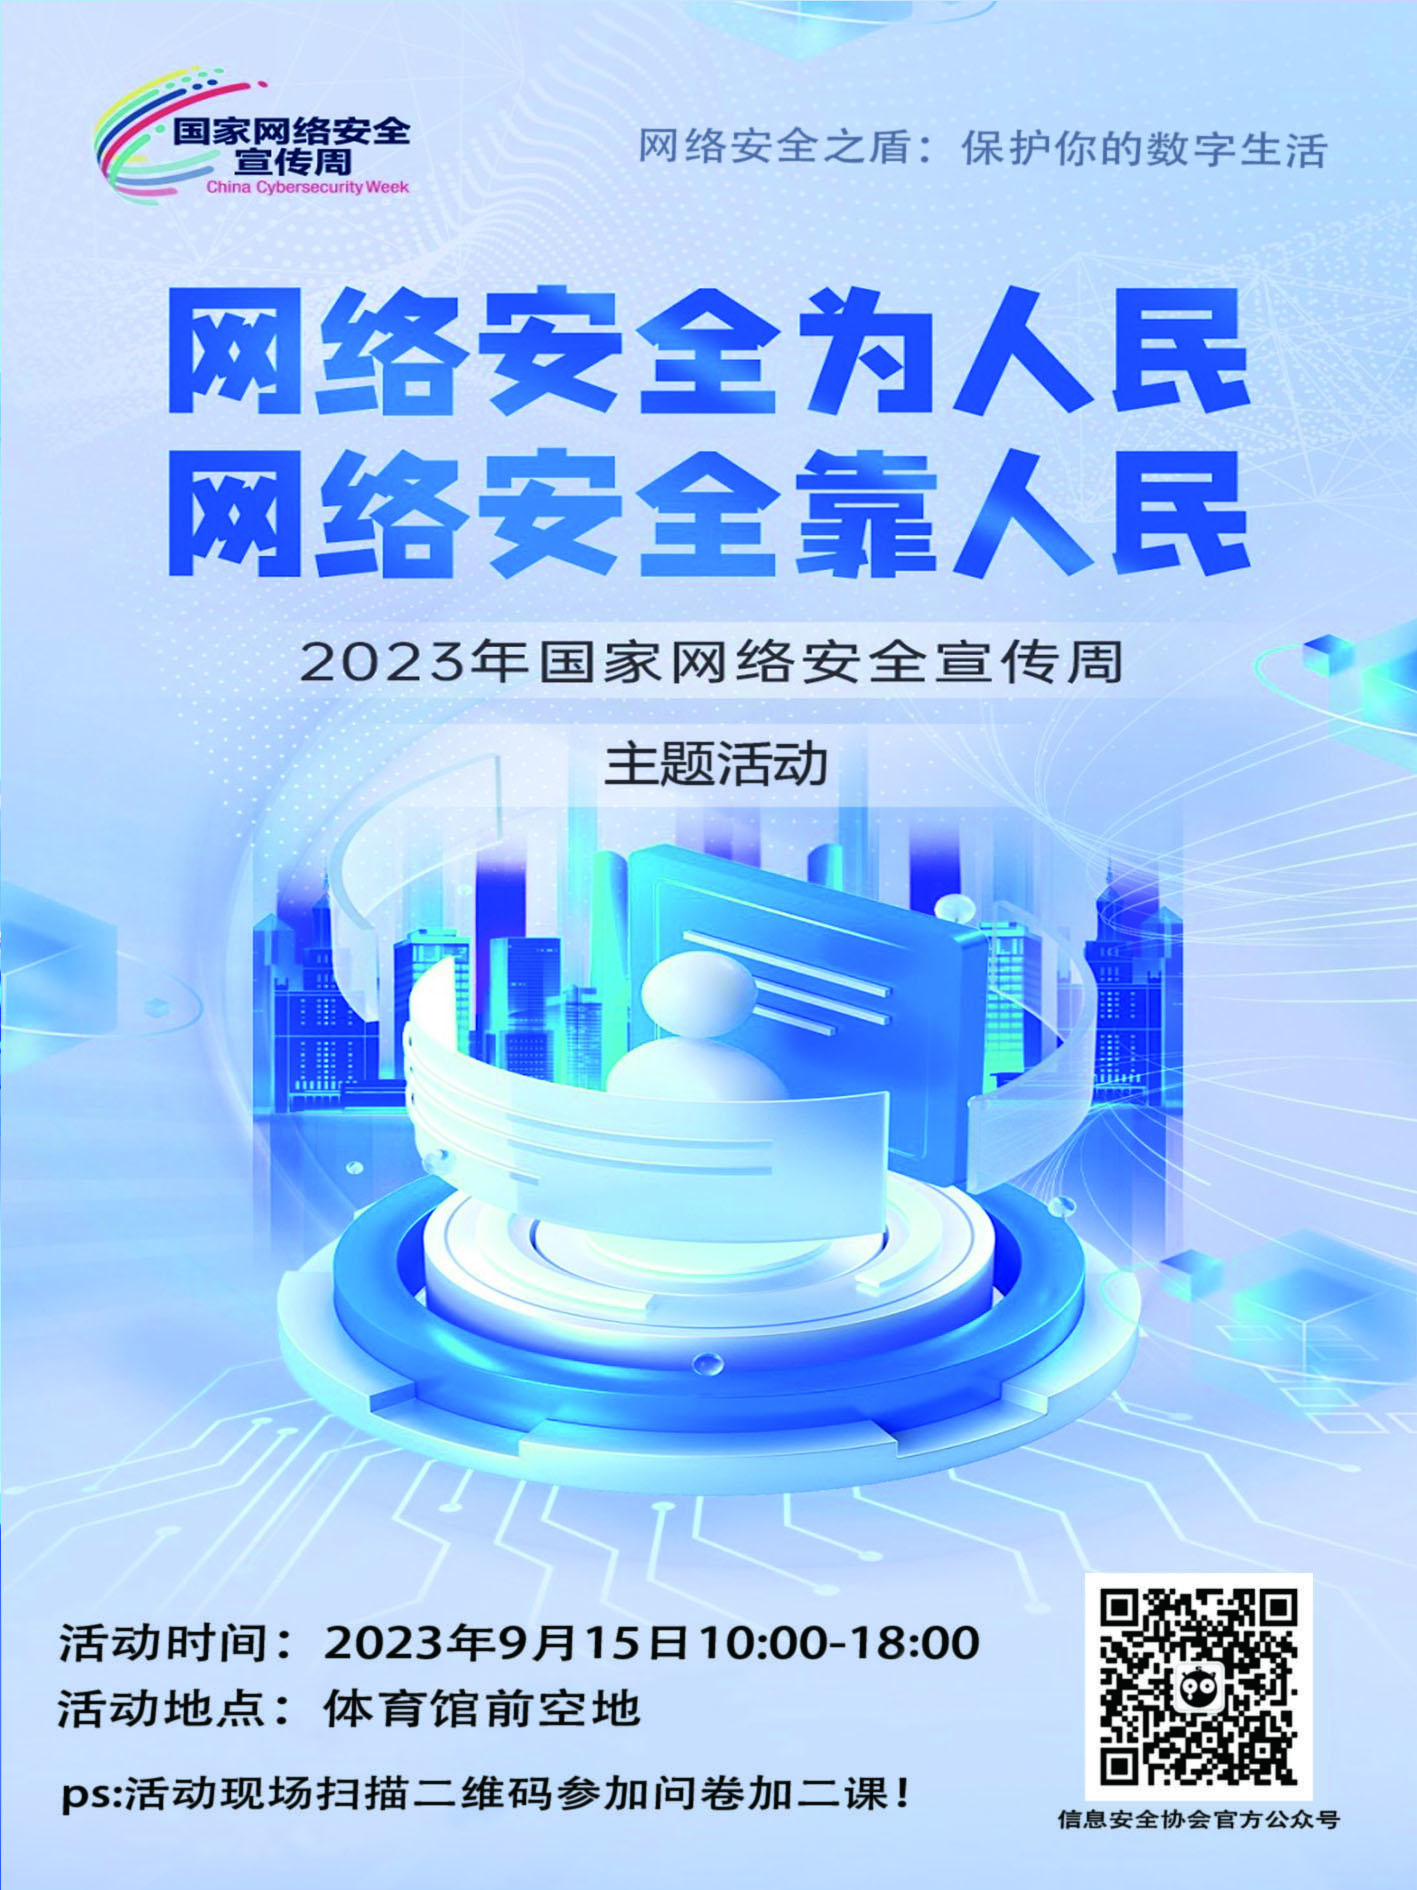 国家网络安全
宣传周
China Cybersecurity Week
网络安全之盾：保护你的数字生活
网络安全为人民
网络安全靠人民
2023年国家网络安全宣传周
主题活动
活动时间：2023年9月15日10:00-18:00
活动地点：体育馆前空地
ps:活动现场扫描二维码参加问卷加二课！
信息安全协会官方公众号